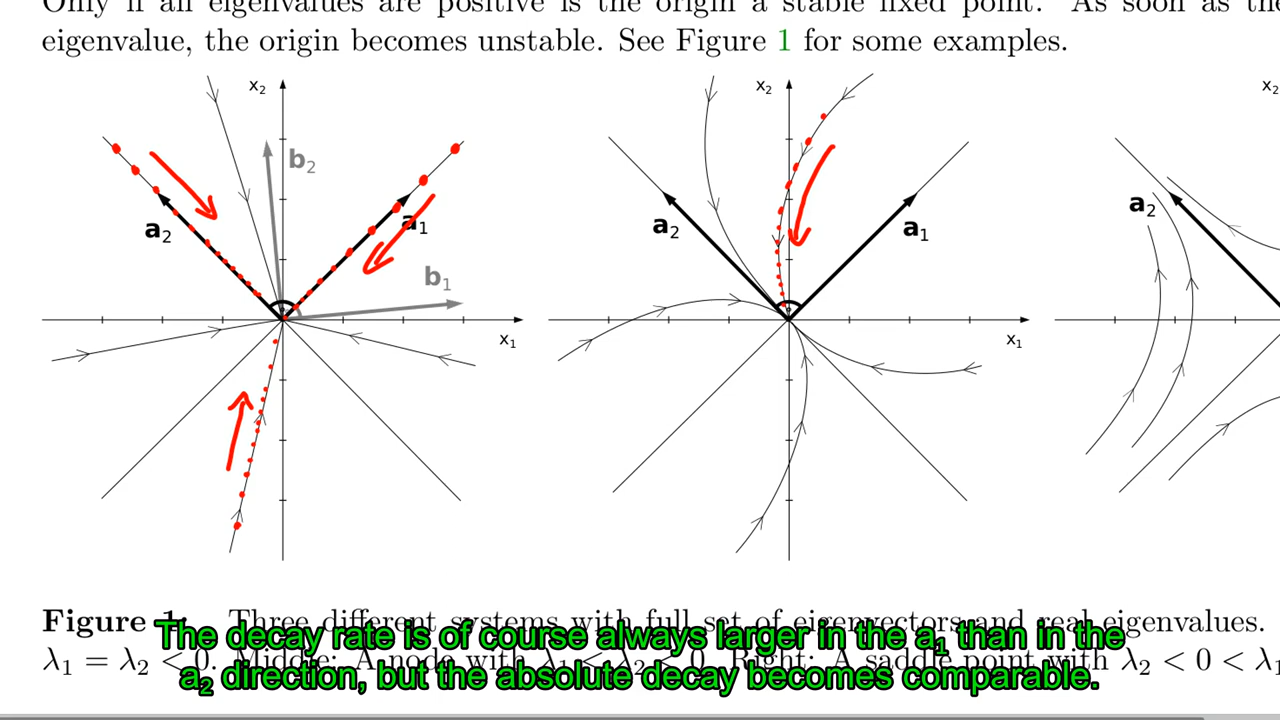 Only if all eigenvalues are positive is the origin a stable fixed point. As soon as the
eigenvalue, the origin becomes unstable. See Figure 1 for some examples.
x₂ x₂ x₂
b₂
a₂ a₁ a₂ a₁ a₂
b₁
x₁ x₁
Figure 1: Three different systems with full set of eigenvectors and real eigenvalues.
λ₁ = λ₂ < 0. Middle: A node with λ₁ < λ₂ < 0. Right: A saddle point with λ₂ < 0 < λ₁
The decay rate is of course always larger in the a₁ than in the
a₂ direction, but the absolute decay becomes comparable.